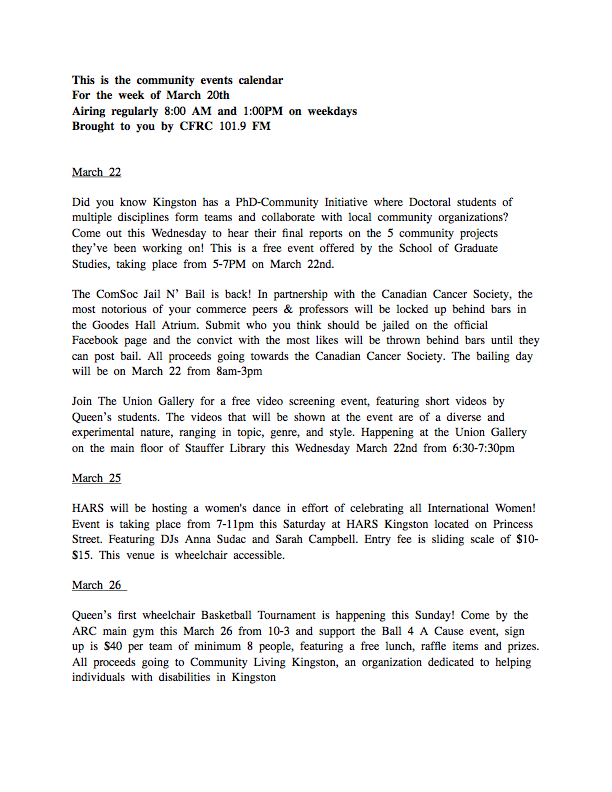 This is the community events calendar
For the week of March 20th
Airing regularly 8:00 AM and 1:00PM on weekdays
Brought to you by CFRC 101.9 FM
March 22
Did you know Kingston has a PhD-Community Initiative where Doctoral students of
multiple disciplines form teams and collaborate with local community organizations?
Come out this Wednesday to hear their final reports on the 5 community projects
they've been working on! This is a free event offered by the School of Graduate
Studies, taking place from 5-7PM on March 22nd.
The ComSoc Jail N' Bail is back! In partnership with the Canadian Cancer Society, the
most notorious of your commerce peers & professors will be locked up behind bars in
the Goodes Hall Atrium. Submit who you think should be jailed on the official
Facebook page and the convict with the most likes will be thrown behind bars until they
can post bail. All proceeds going towards the Canadian Cancer Society. The bailing day
will be on March 22 from 8am-3pm
Join The Union Gallery for a free video screening event, featuring short videos by
Queen's students. The videos that will be shown at the event are of a diverse and
experimental nature, ranging in topic, genre, and style. Happening at the Union Gallery
on the main floor of Stauffer Library this Wednesday March 22nd from 6:30-7:30pm
March 25
HARS will be hosting a women's dance in effort of celebrating all International Women!
Event is taking place from 7-11pm this Saturday at HARS Kingston located on Princess
Street. Featuring DJs Anna Sudac and Sarah Campbell. Entry fee is sliding scale of $10-
$15. This venue is wheelchair accessible.
March 26
Queen's first wheelchair Basketball Tournament is happening this Sunday! Come by the
ARC main gym this March 26 from 10-3 and support the Ball 4 A Cause event, sign
up is $40 per team of minimum 8 people, featuring a free lunch, raffle items and prizes.
All proceeds going to Community Living Kingston, an organization dedicated to helping
individuals with disabilities in Kingston